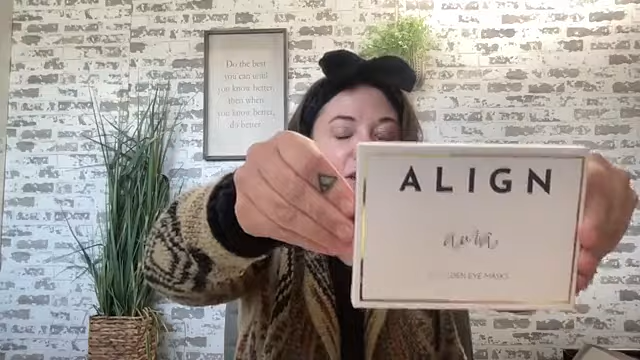 Do the best
you can until
you know better.
then when
you know better,
do better.
ALIGN
aura
EYE MASKS